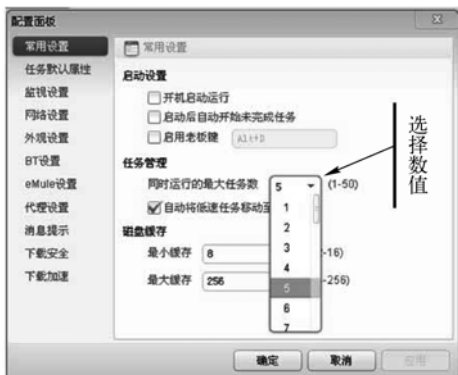 配置面板
常用设置
任务默认属性
监视设置
网络设置
外观设置
BT设置
eMule设置
代理设置
消息提示
下载安全
下载加速
常用设置
启动设置
开机启动运行
启动后自动开始未完成任务
启用老板键 Alt+D
任务管理
同时运行的最大任务数 5 (1-50)
自动将低速任务移动至
磁盘缓存
最小缓存 8 -16)
最大缓存 256 -256)
1
2
3
4
5
6
7
确定 取消 应用
选择数值